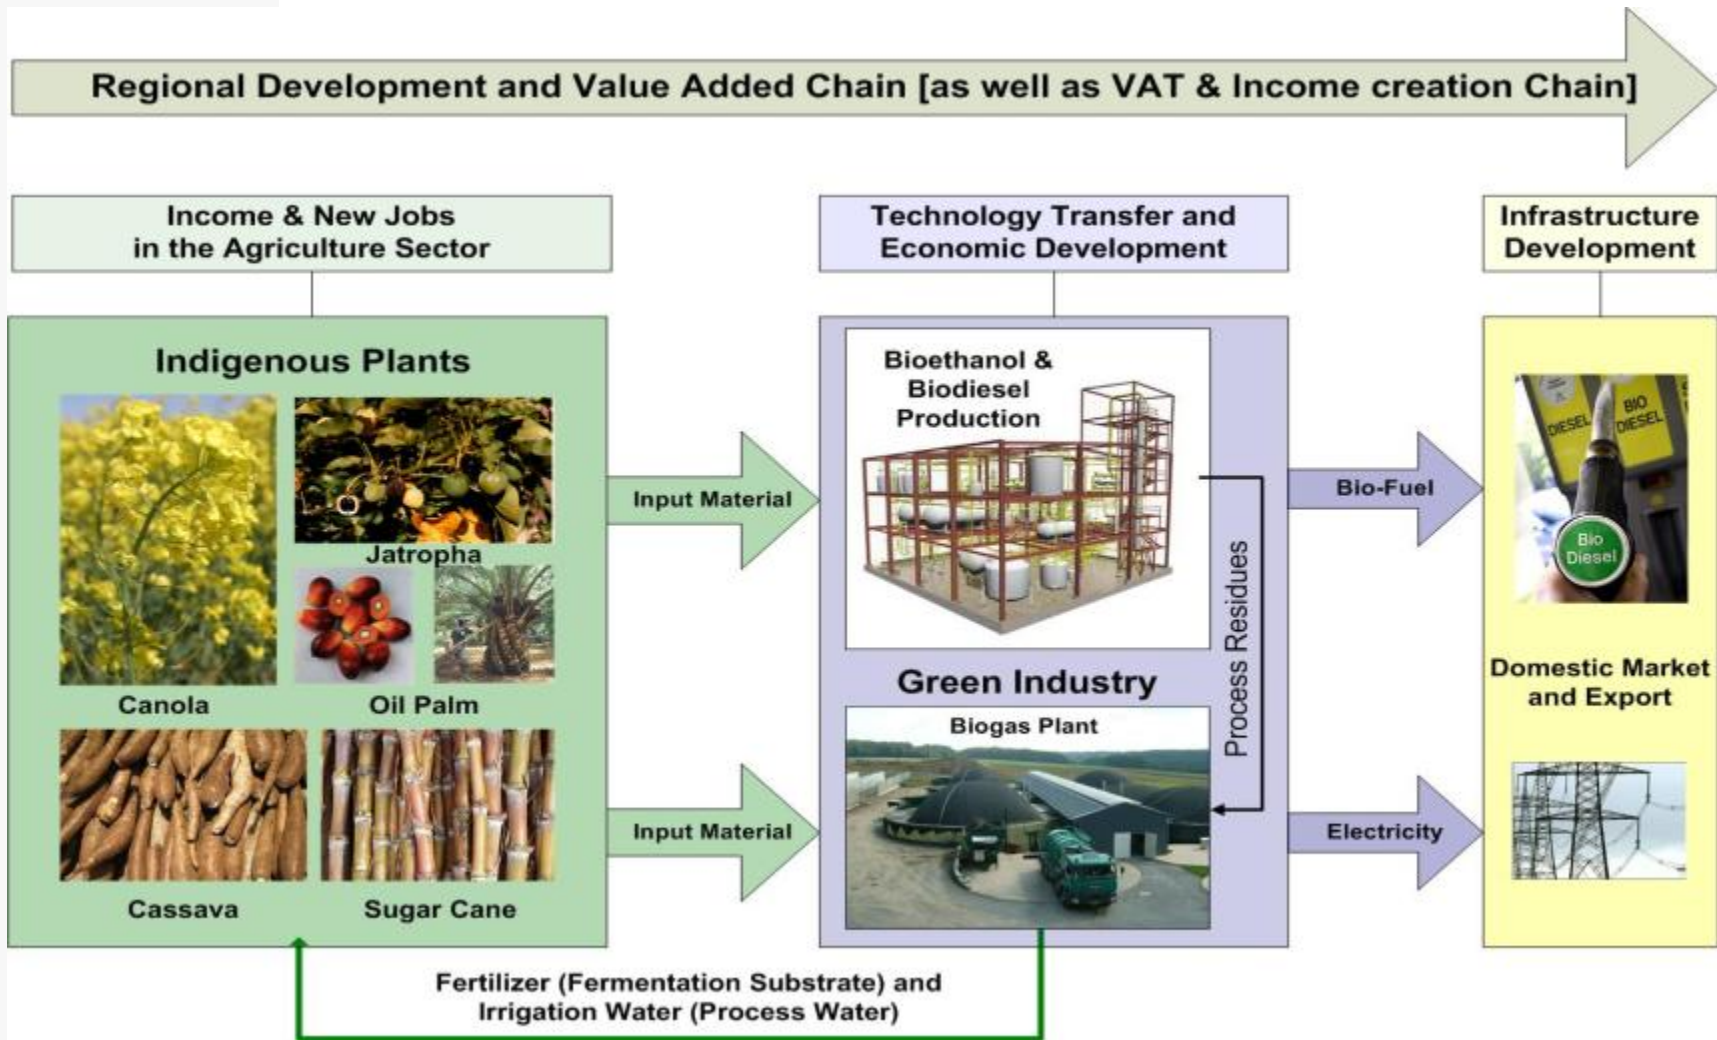 Regional Development and Value Added Chain [as well as VAT & Income creation Chain]
Income & New Jobs
in the Agriculture Sector
Technology Transfer and
Economic Development
Infrastructure
Development
Indigenous Plants
Jatropha
Canola
Oil Palm
Cassava
Sugar Cane
Input Material
Input Material
Bioethanol &
Biodiesel
Production
Process Residues
Green Industry
Biogas Plant
Bio-Fuel
Electricity
DIESEL
BIO
DIESEL
Bio
Diesel
Domestic Market
and Export
Fertilizer (Fermentation Substrate) and
Irrigation Water (Process Water)